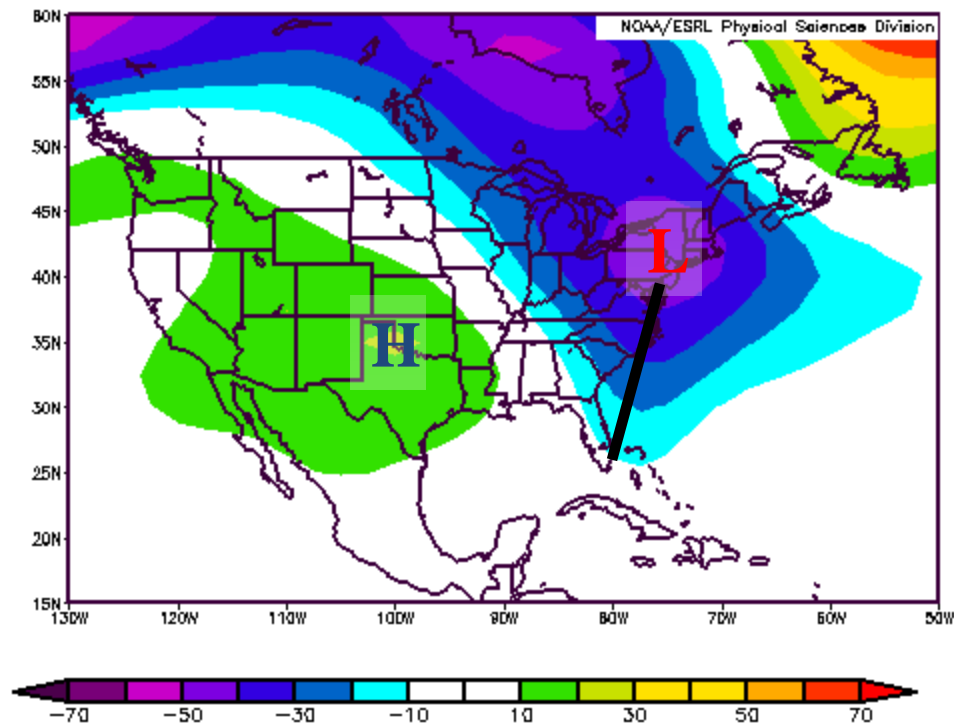 60N
NOAA/ESRL Physical Sciences Division
55N
50N
45N
L
40N
H
35N
30N
25N
20N
15N
130W 120W 110W 100W 90W 80W 70W 60W 50W
-70 -50 -30 -10 10 30 50 70